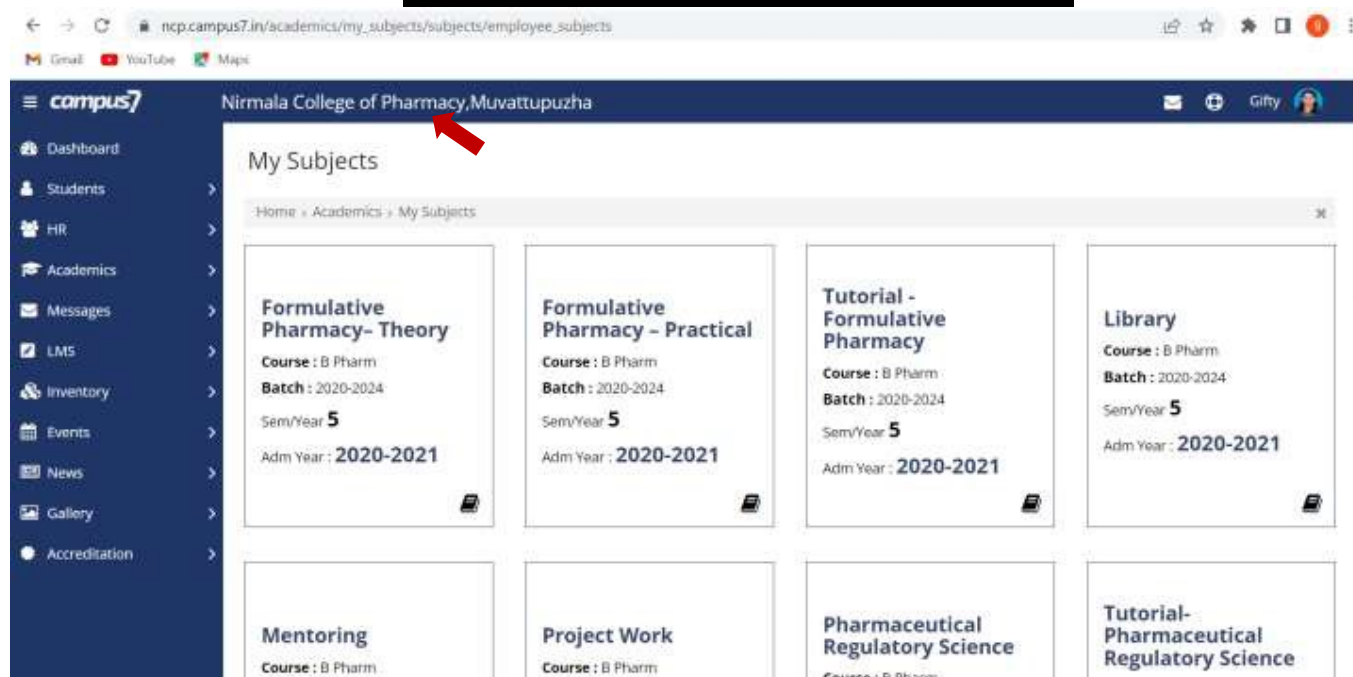 ncp.campus7.in/academics/my_subjects/subjects/employee_subjects
Gmail YouTube Maps
campus7 Nirmala College of Pharmacy,Muvattupuzha Gifty
Dashboard
Students
HR
Academics
Messages
LMS
Inventory
Events
News
Gallery
Accreditation
My Subjects
Home › Academics › My Subjects
Formulative
Pharmacy– Theory
Course : B Pharm
Batch : 2020-2024
Sem/Year 5
Adm Year : 2020-2021
Formulative
Pharmacy – Practical
Course : B Pharm
Batch : 2020-2024
Sem/Year 5
Adm Year : 2020-2021
Tutorial -
Formulative
Pharmacy
Course : B Pharm
Batch : 2020-2024
Sem/Year 5
Adm Year : 2020-2021
Library
Course : B Pharm
Batch : 2020-2024
Sem/Year 5
Adm Year : 2020-2021
Mentoring
Course : B Pharm
Project Work
Course : B Pharm
Pharmaceutical
Regulatory Science
Course : B Pharm
Tutorial-
Pharmaceutical
Regulatory Science